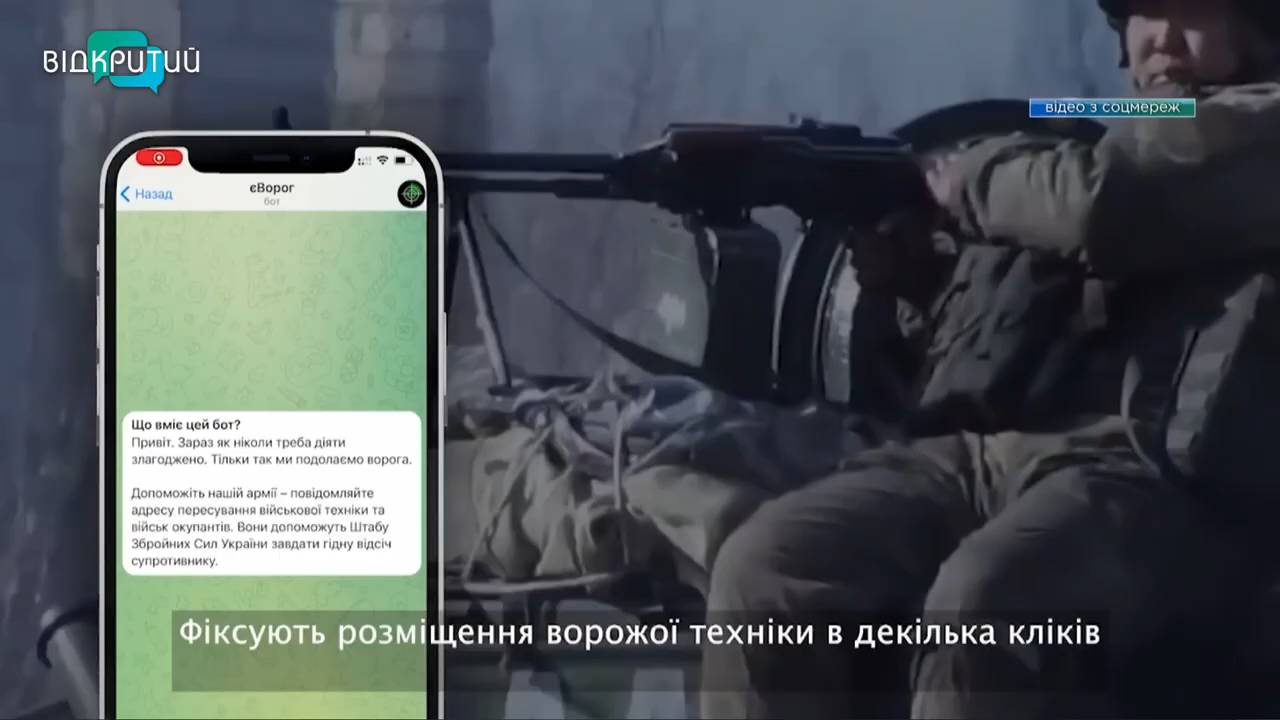 ВІДКРИТИЙ
відео з соцмереж
Назад
єВорог
бот
Що вміє цей бот?
Привіт. Зараз як ніколи треба діяти
злагоджено. Тільки так ми подолаємо ворога.
Допоможіть нашій армії – повідомляйте
адресу пересування військової техніки та
військ окупантів. Вони допоможуть Штабу
Збройних Сил України завдати гідну відсіч
супротивнику.
Фіксують розміщення ворожої техніки в декілька кліків